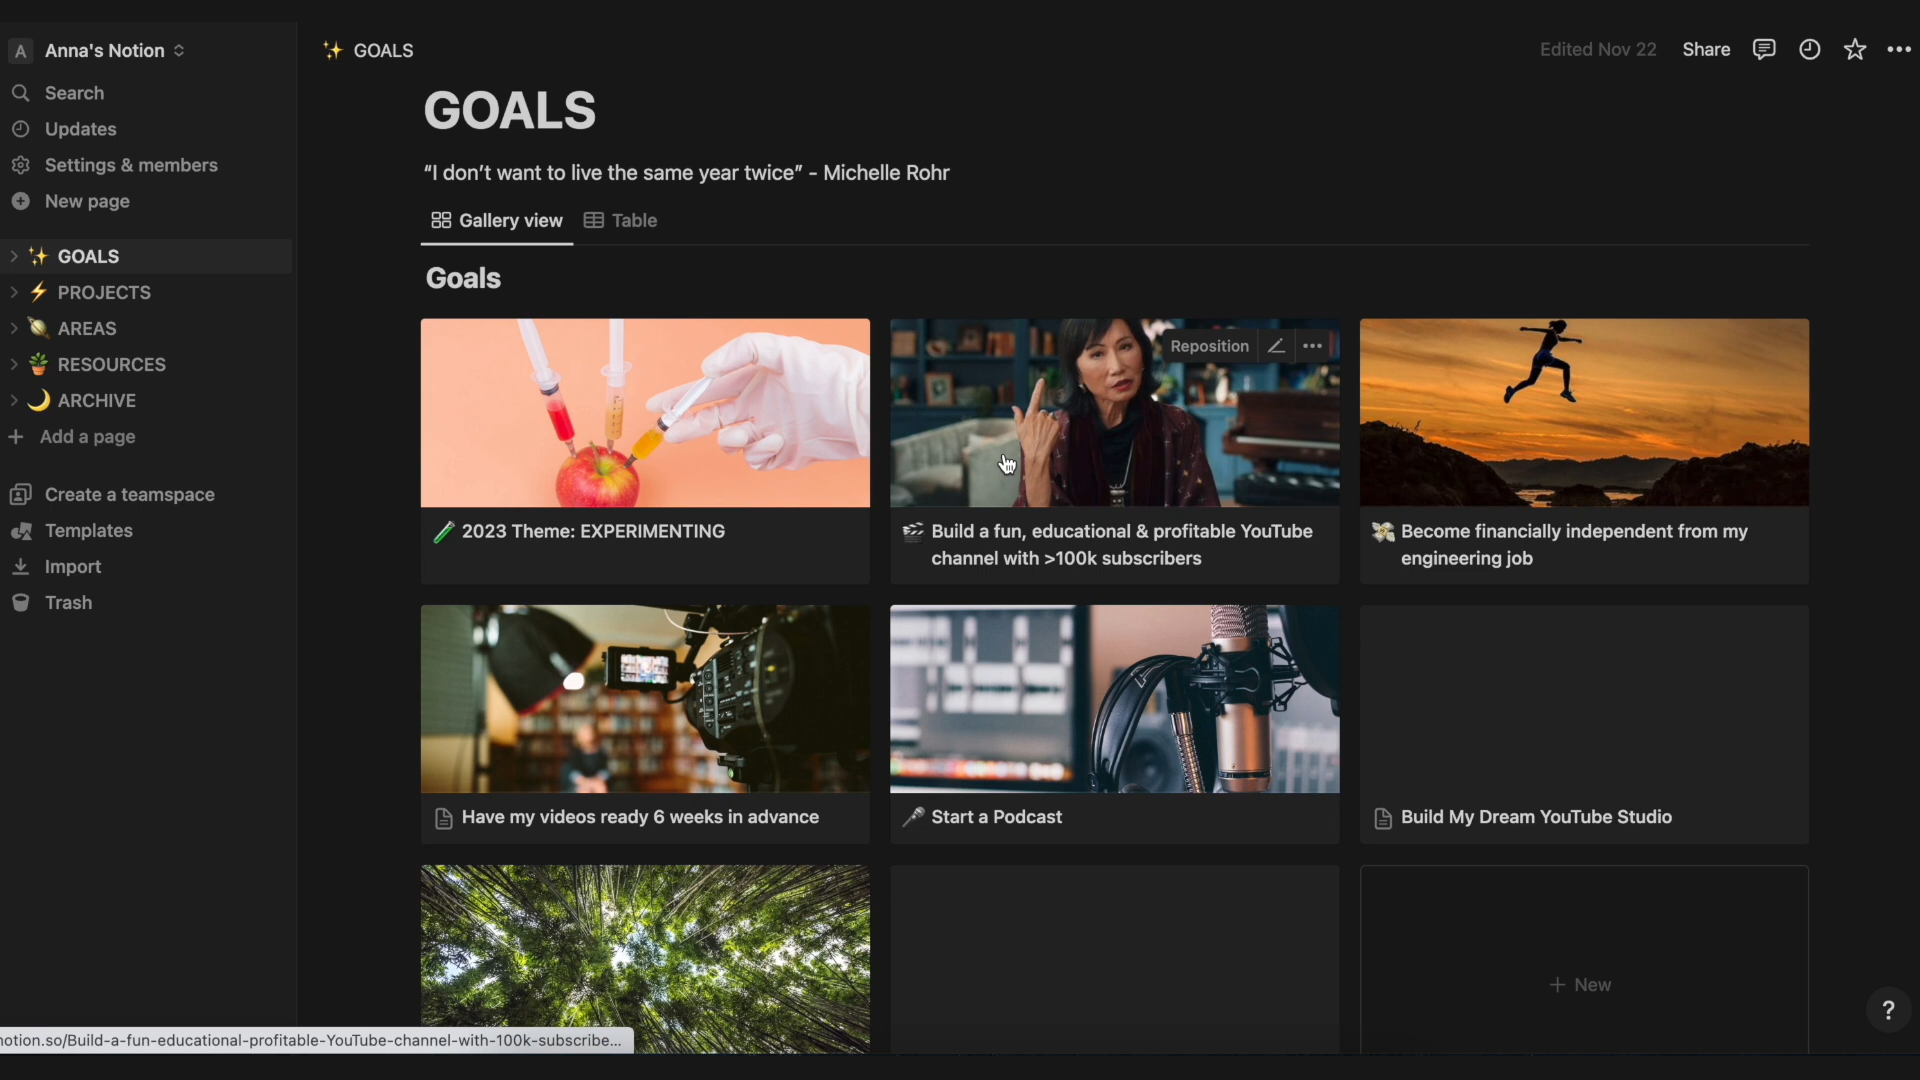 A Anna's Notion
Search
Updates
Settings & members
New page
GOALS
PROJECTS
AREAS
RESOURCES
ARCHIVE
Add a page
Create a teamspace
Templates
Import
Trash
GOALS
Edited Nov 22
Share
GOALS
“I don’t want to live the same year twice” - Michelle Rohr
Gallery view
Table
Goals
Reposition
2023 Theme: EXPERIMENTING
Build a fun, educational & profitable YouTube
channel with >100k subscribers
Become financially independent from my
engineering job
Have my videos ready 6 weeks in advance
Start a Podcast
Build My Dream YouTube Studio
+ New
?
notion.so/Build-a-fun-educational-profitable-YouTube-channel-with-100k-subscribe...